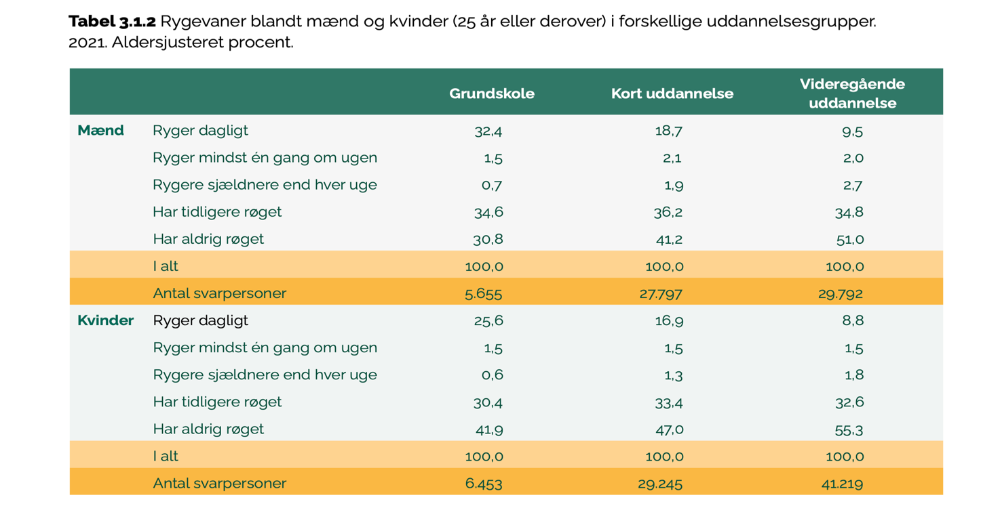 Tabel 3.1.2 Rygevaner blandt mænd og kvinder (25 år eller derover) i forskellige uddannelsesgrupper.
2021. Aldersjusteret procent.
Grundskole Kort uddannelse Videregående uddannelse
Mænd Ryger dagligt 32,4 18,7 9,5
Ryger mindst én gang om ugen 1,5 2,1 2,0
Rygere sjældnere end hver uge 0,7 1,9 2,7
Har tidligere røget 34,6 36,2 34,8
Har aldrig røget 30,8 41,2 51,0
I alt 100,0 100,0 100,0
Antal svarpersoner 5.655 27.797 29.792
Kvinder Ryger dagligt 25,6 16,9 8,8
Ryger mindst én gang om ugen 1,5 1,5 1,5
Rygere sjældnere end hver uge 0,6 1,3 1,8
Har tidligere røget 30,4 33,4 32,6
Har aldrig røget 41,9 47,0 55,3
I alt 100,0 100,0 100,0
Antal svarpersoner 6.453 29.245 41.219